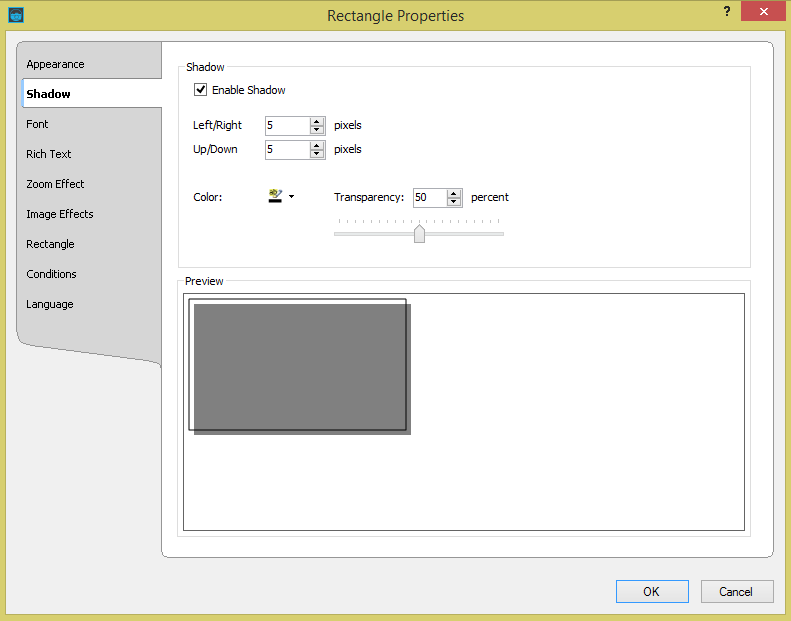 Rectangle Properties
?
Appearance
Shadow
Font
Rich Text
Zoom Effect
Image Effects
Rectangle
Conditions
Language
Shadow
Enable Shadow
Left/Right 5 pixels
Up/Down 5 pixels
Color: Transparency: 50 percent
Preview
OK Cancel